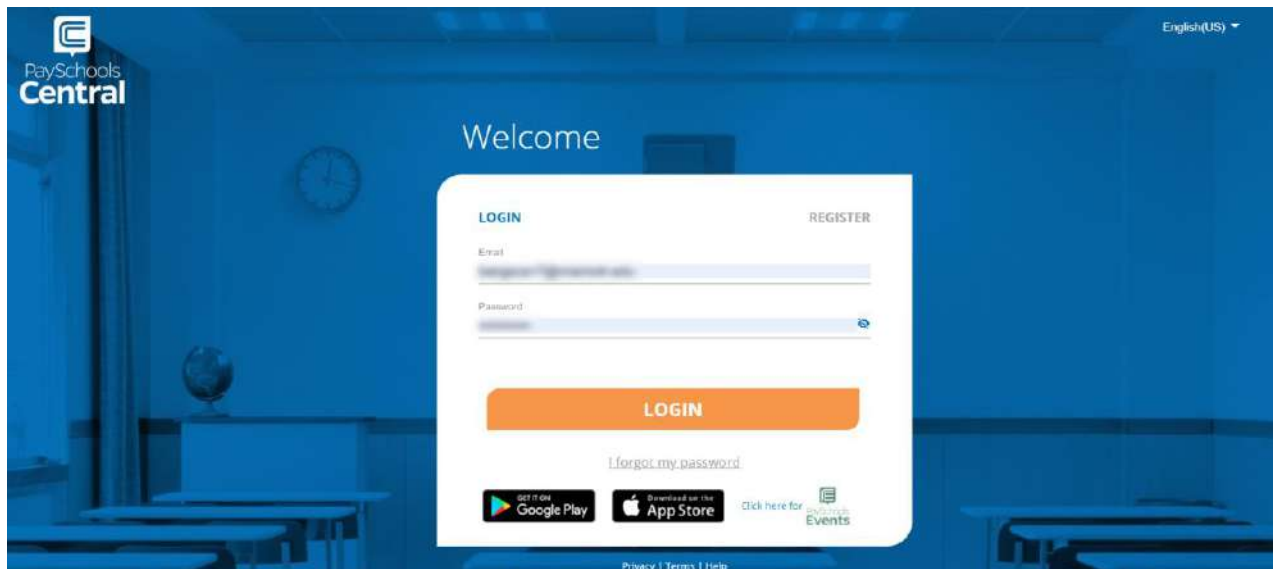 English(US)
PaySchools
Central
Welcome
LOGIN
REGISTER
Email
Password
LOGIN
I forgot my password
GET IT ON
Google Play
Download on the
App Store
Click here for
PaySchools
Events
Privacy | Terms | Help